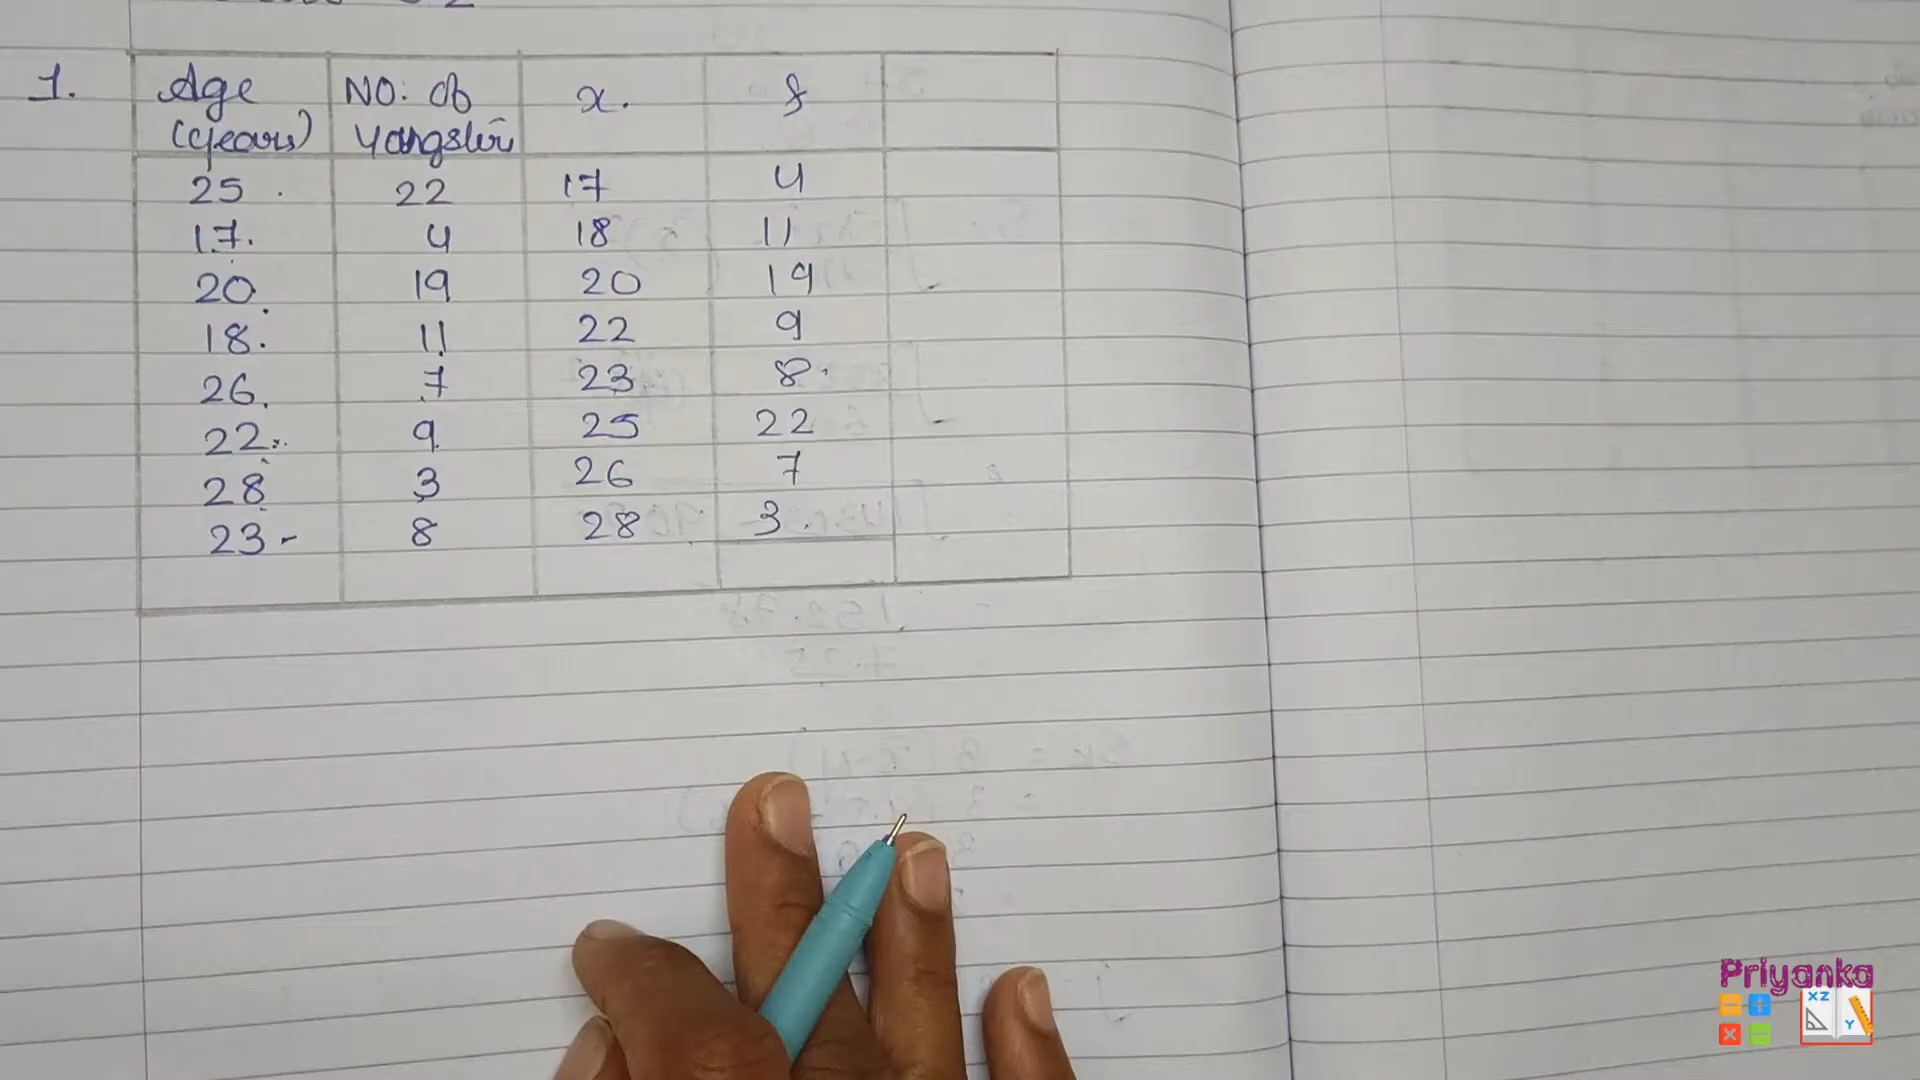 1. Age (years) NO: of Yongster x. f
25 . 22 17 4
17. 4 18 11
20. 19 20 19
18. 11 22 9
26. 7 23 8.
22. 9 25 22
28 3 26 7
23 - 8 28 3.
Priyanka
XZ
Y